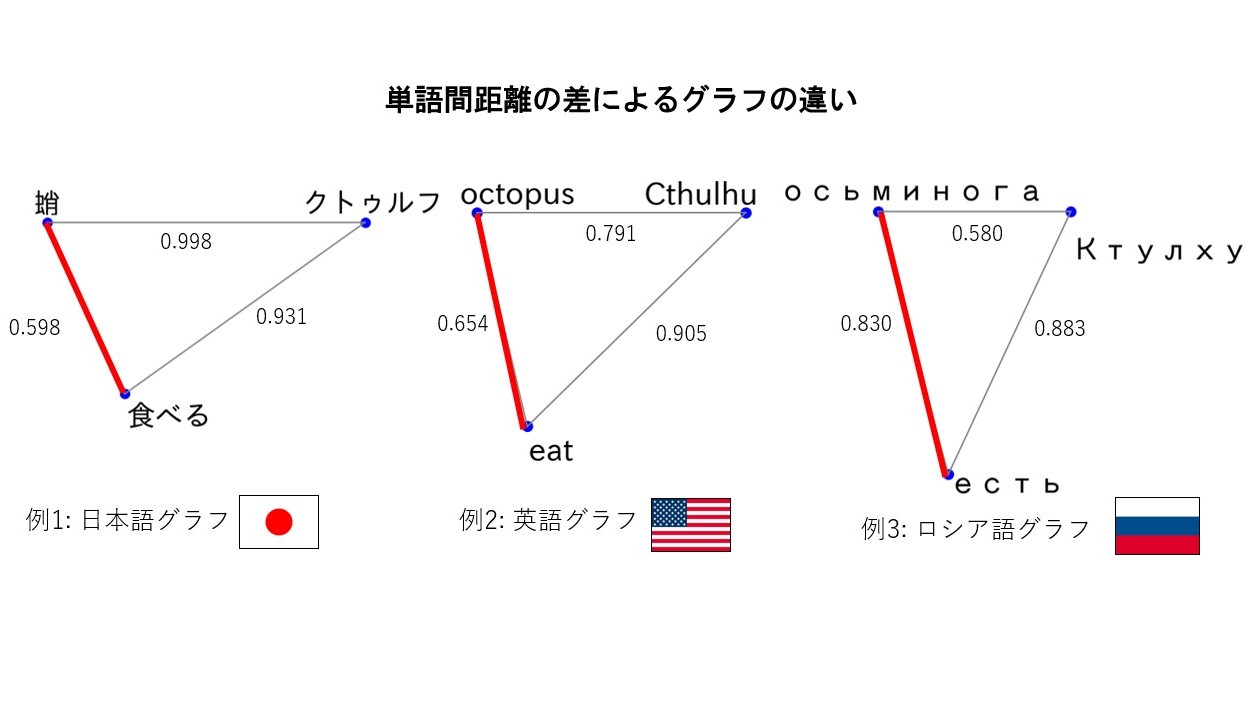 単語間距離の差によるグラフの違い
蛸
クトゥルフ
0.998
0.598
0.931
食べる
例1: 日本語グラフ
octopus
Cthulhu
0.791
0.654
0.905
eat
例2: 英語グラフ
осьминога
Ктулху
0.580
0.830
0.883
есть
例3: ロシア語グラフ